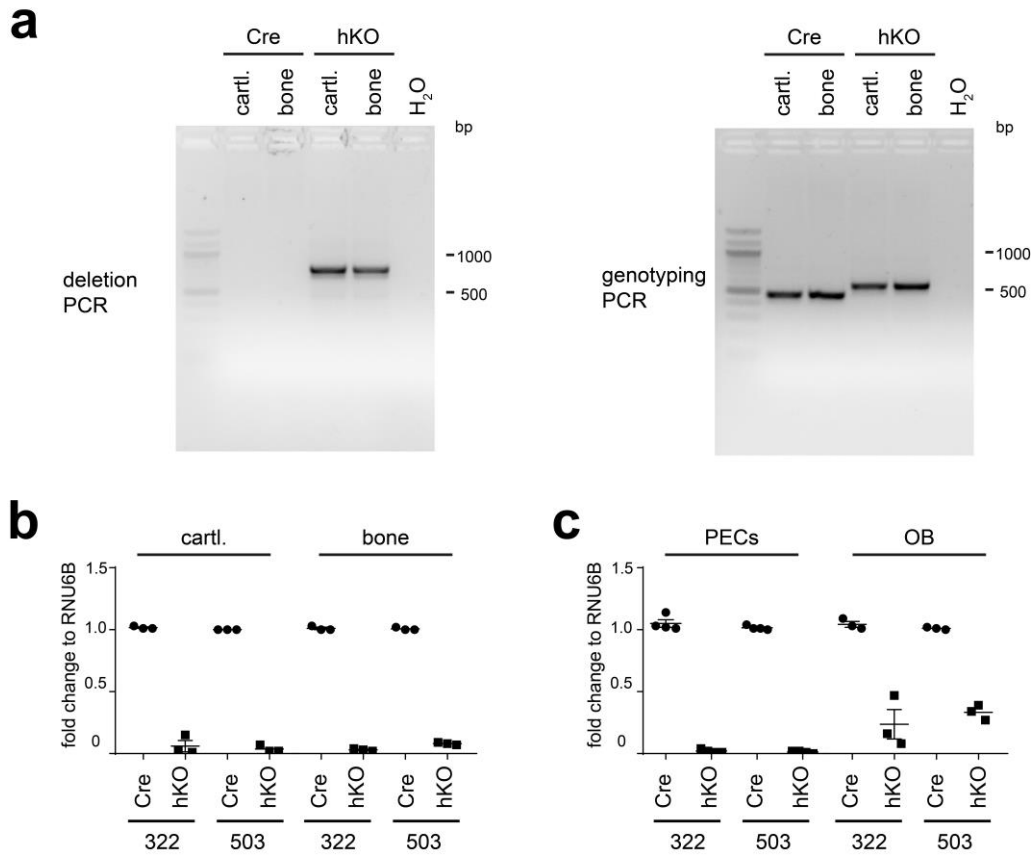 a
Cre hKO
cartl. bone cartl. bone H₂O
bp
1000
500
deletion
PCR
Cre hKO
cartl. bone cartl. bone H₂O
bp
1000
500
genotyping
PCR
b
cartl. bone
fold change to RNU6B
1.5
1.0
0.5
0
Cre hKO Cre hKO Cre hKO Cre hKO
322 503 322 503
c
PECs OB
fold change to RNU6B
1.5
1.0
0.5
0
Cre hKO Cre hKO Cre hKO Cre hKO
322 503 322 503